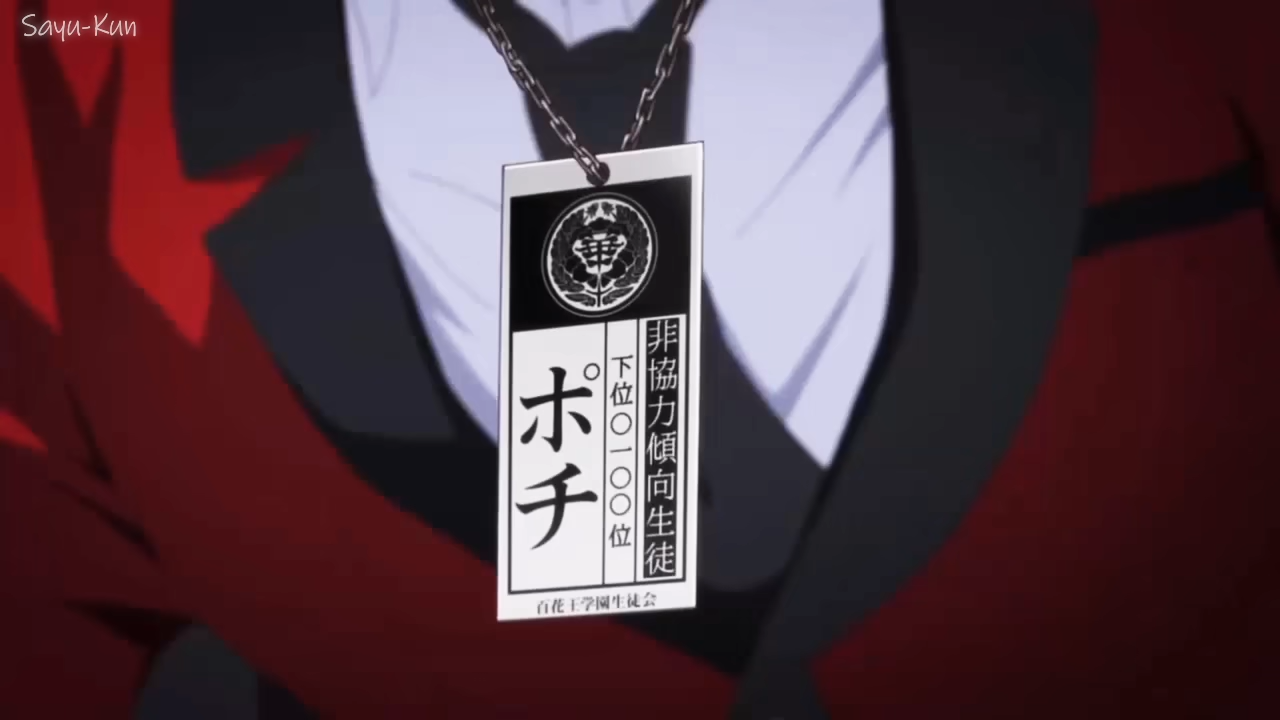 Sayu-Kun
華
非協力傾向生徒
下位〇一〇〇位
ポチ
百花王学園生徒会